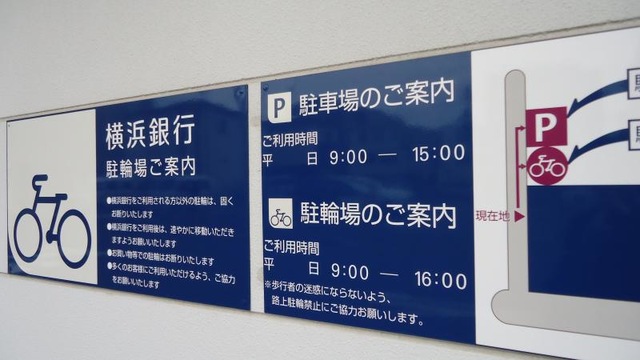 横浜銀行
駐輪場ご案内
●横浜銀行をご利用される方以外の駐輪は、固く
お断りいたします
●横浜銀行をご利用後は、速やかに移動いただき
ますようお願いいたします
●お買い物等での駐輪はお断りいたします
●多くのお客様にご利用いただけるよう、ご協力
をお願いいたします
P 駐車場のご案内
ご利用時間
平 日 9:00 — 15:00
駐輪場のご案内
ご利用時間
平 日 9:00 — 16:00
※歩行者の迷惑にならないよう、
路上駐輪禁止にご協力お願いします。
P
現在地